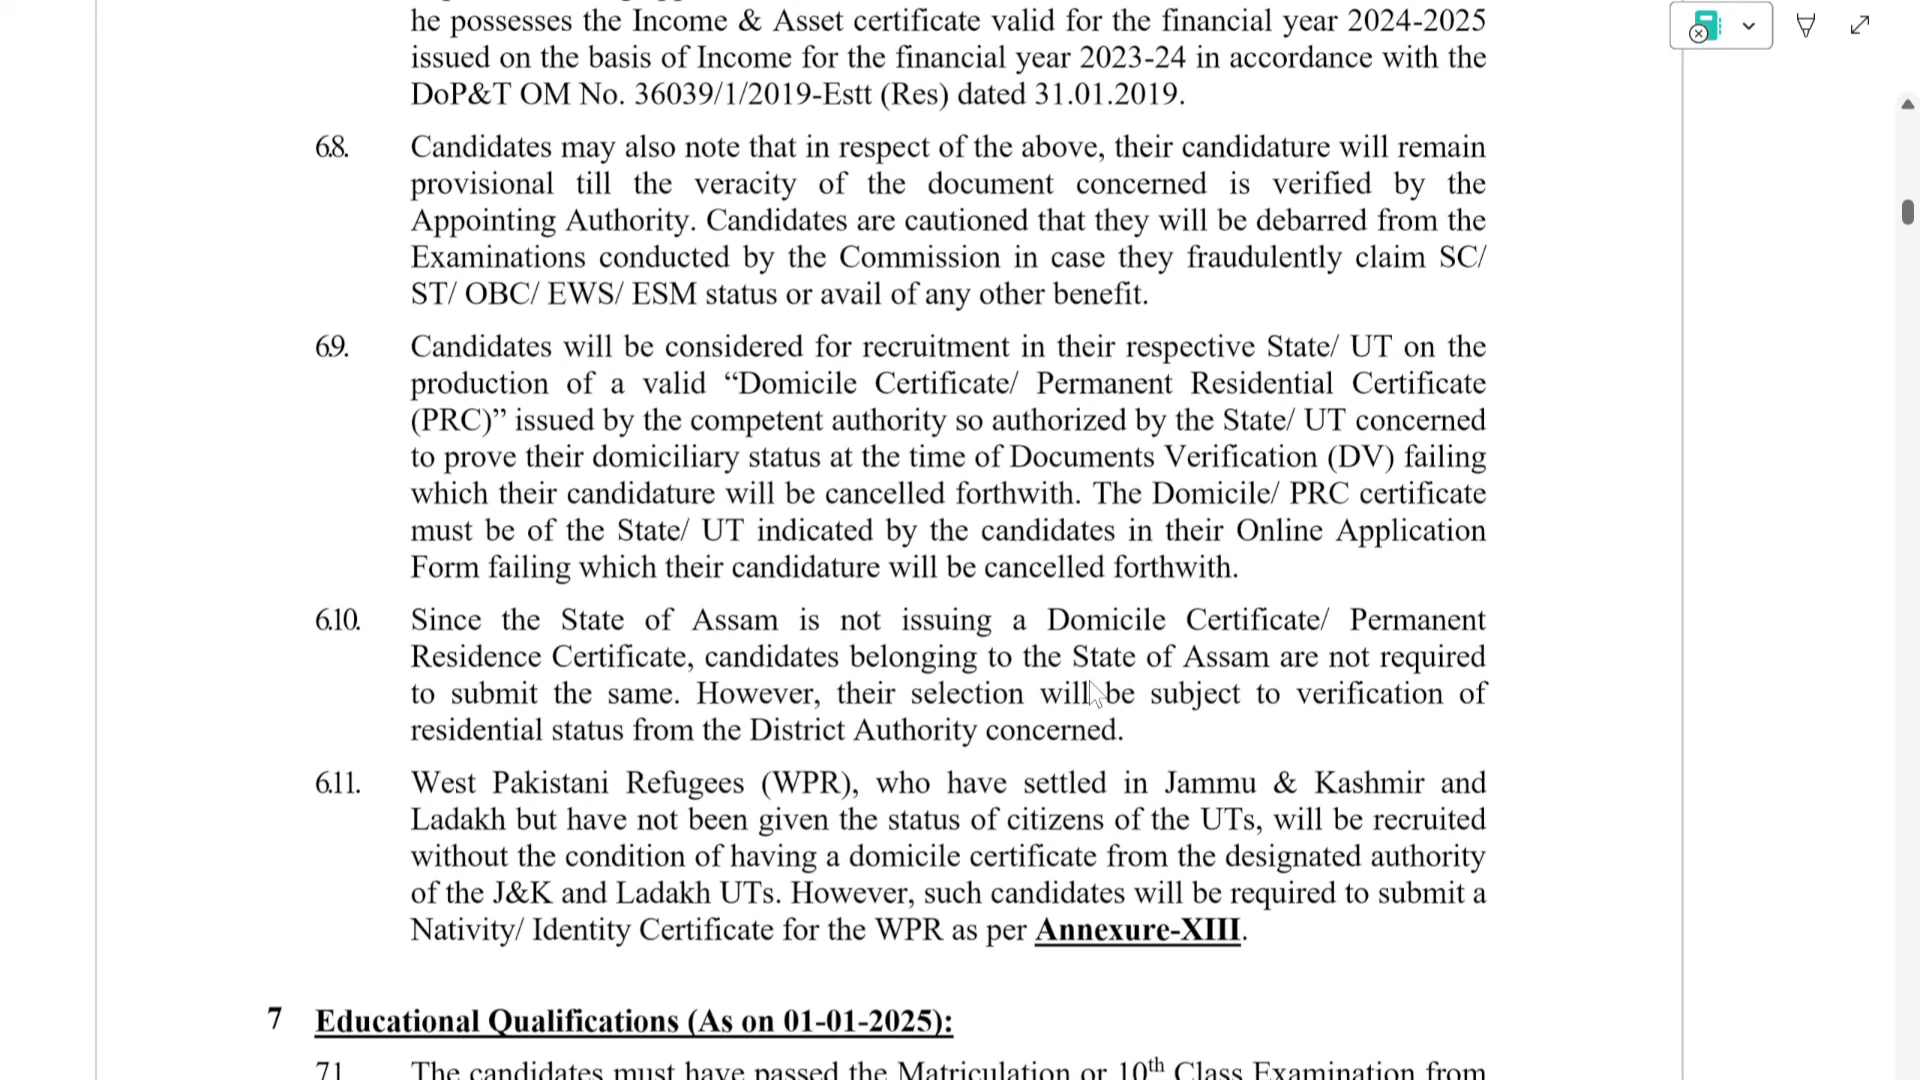 he possesses the Income & Asset certificate valid for the financial year 2024-2025
issued on the basis of Income for the financial year 2023-24 in accordance with the
DoP&T OM No. 36039/1/2019-Estt (Res) dated 31.01.2019.
6.8. Candidates may also note that in respect of the above, their candidature will remain
provisional till the veracity of the document concerned is verified by the
Appointing Authority. Candidates are cautioned that they will be debarred from the
Examinations conducted by the Commission in case they fraudulently claim SC/
ST/ OBC/ EWS/ ESM status or avail of any other benefit.
6.9. Candidates will be considered for recruitment in their respective State/ UT on the
production of a valid “Domicile Certificate/ Permanent Residential Certificate
(PRC)” issued by the competent authority so authorized by the State/ UT concerned
to prove their domiciliary status at the time of Documents Verification (DV) failing
which their candidature will be cancelled forthwith. The Domicile/ PRC certificate
must be of the State/ UT indicated by the candidates in their Online Application
Form failing which their candidature will be cancelled forthwith.
6.10. Since the State of Assam is not issuing a Domicile Certificate/ Permanent
Residence Certificate, candidates belonging to the State of Assam are not required
to submit the same. However, their selection will be subject to verification of
residential status from the District Authority concerned.
6.11. West Pakistani Refugees (WPR), who have settled in Jammu & Kashmir and
Ladakh but have not been given the status of citizens of the UTs, will be recruited
without the condition of having a domicile certificate from the designated authority
of the J&K and Ladakh UTs. However, such candidates will be required to submit a
Nativity/ Identity Certificate for the WPR as per Annexure-XIII.
7 Educational Qualifications (As on 01-01-2025):
7.1 The candidates must have passed the Matriculation or 10th Class Examination from